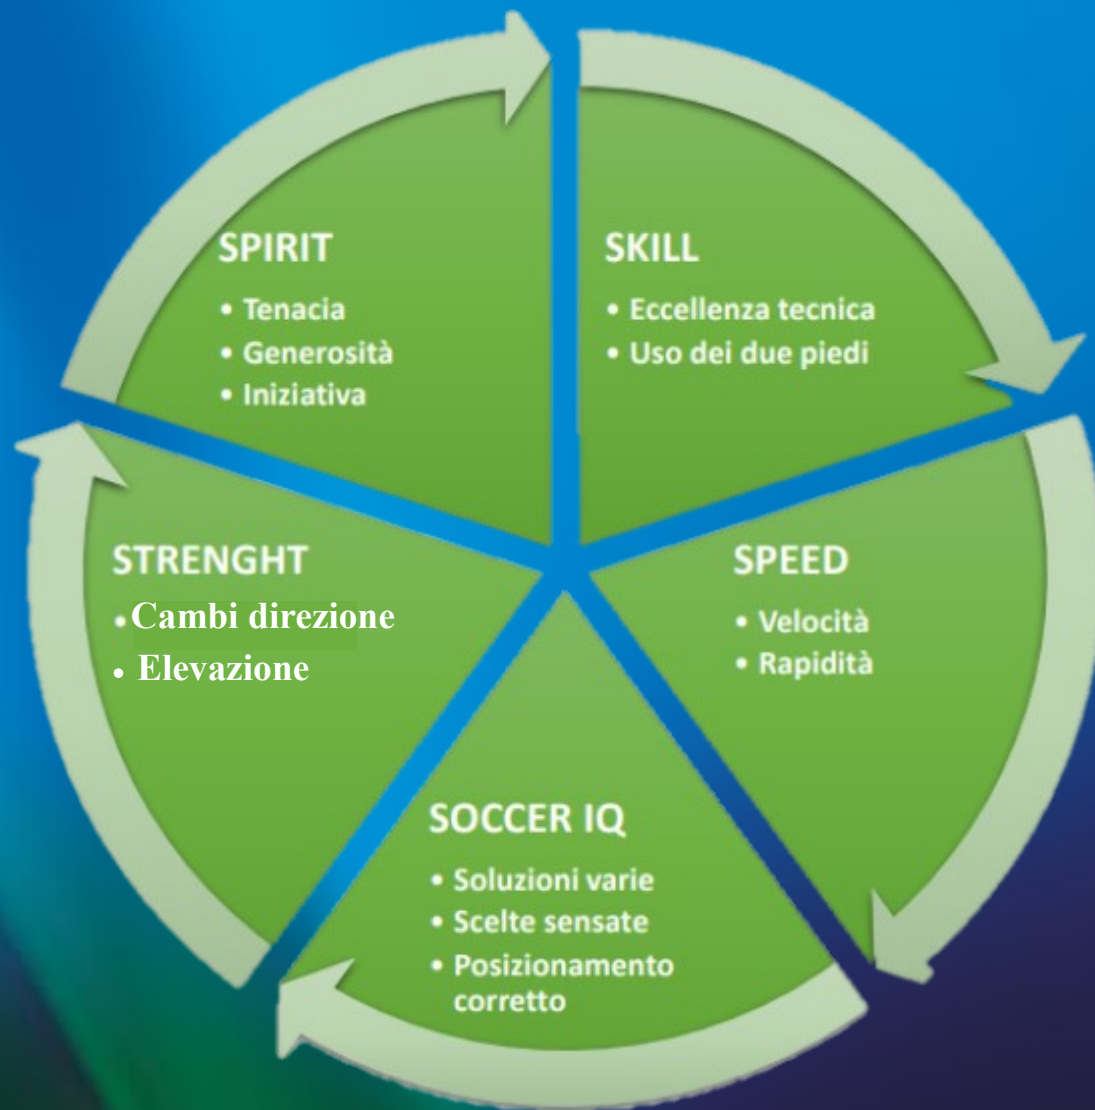 SPIRIT
• Tenacia
• Generosità
• Iniziativa
SKILL
• Eccellenza tecnica
• Uso dei due piedi
STRENGHT
• Cambi direzione
• Elevazione
SPEED
• Velocità
• Rapidità
SOCCER IQ
• Soluzioni varie
• Scelte sensate
• Posizionamento
corretto